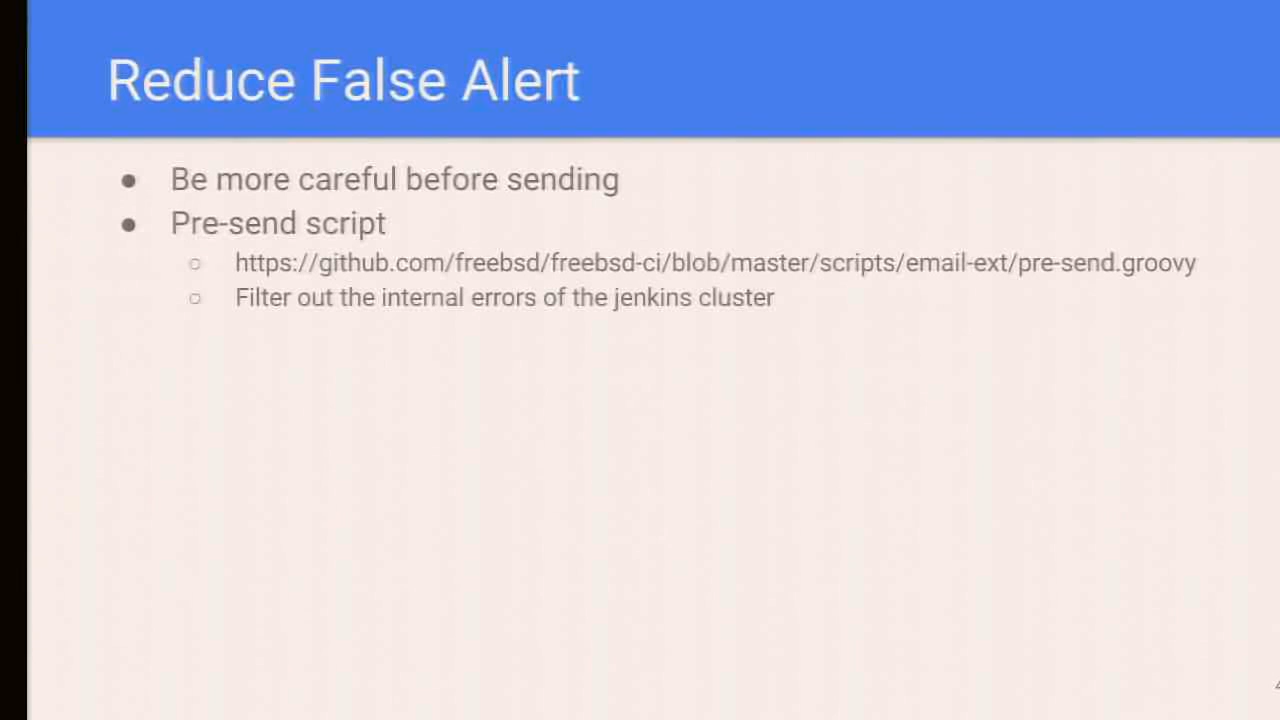 Reduce False Alert
● Be more careful before sending
● Pre-send script
○ https://github.com/freebsd/freebsd-ci/blob/master/scripts/email-ext/pre-send.groovy
○ Filter out the internal errors of the jenkins cluster